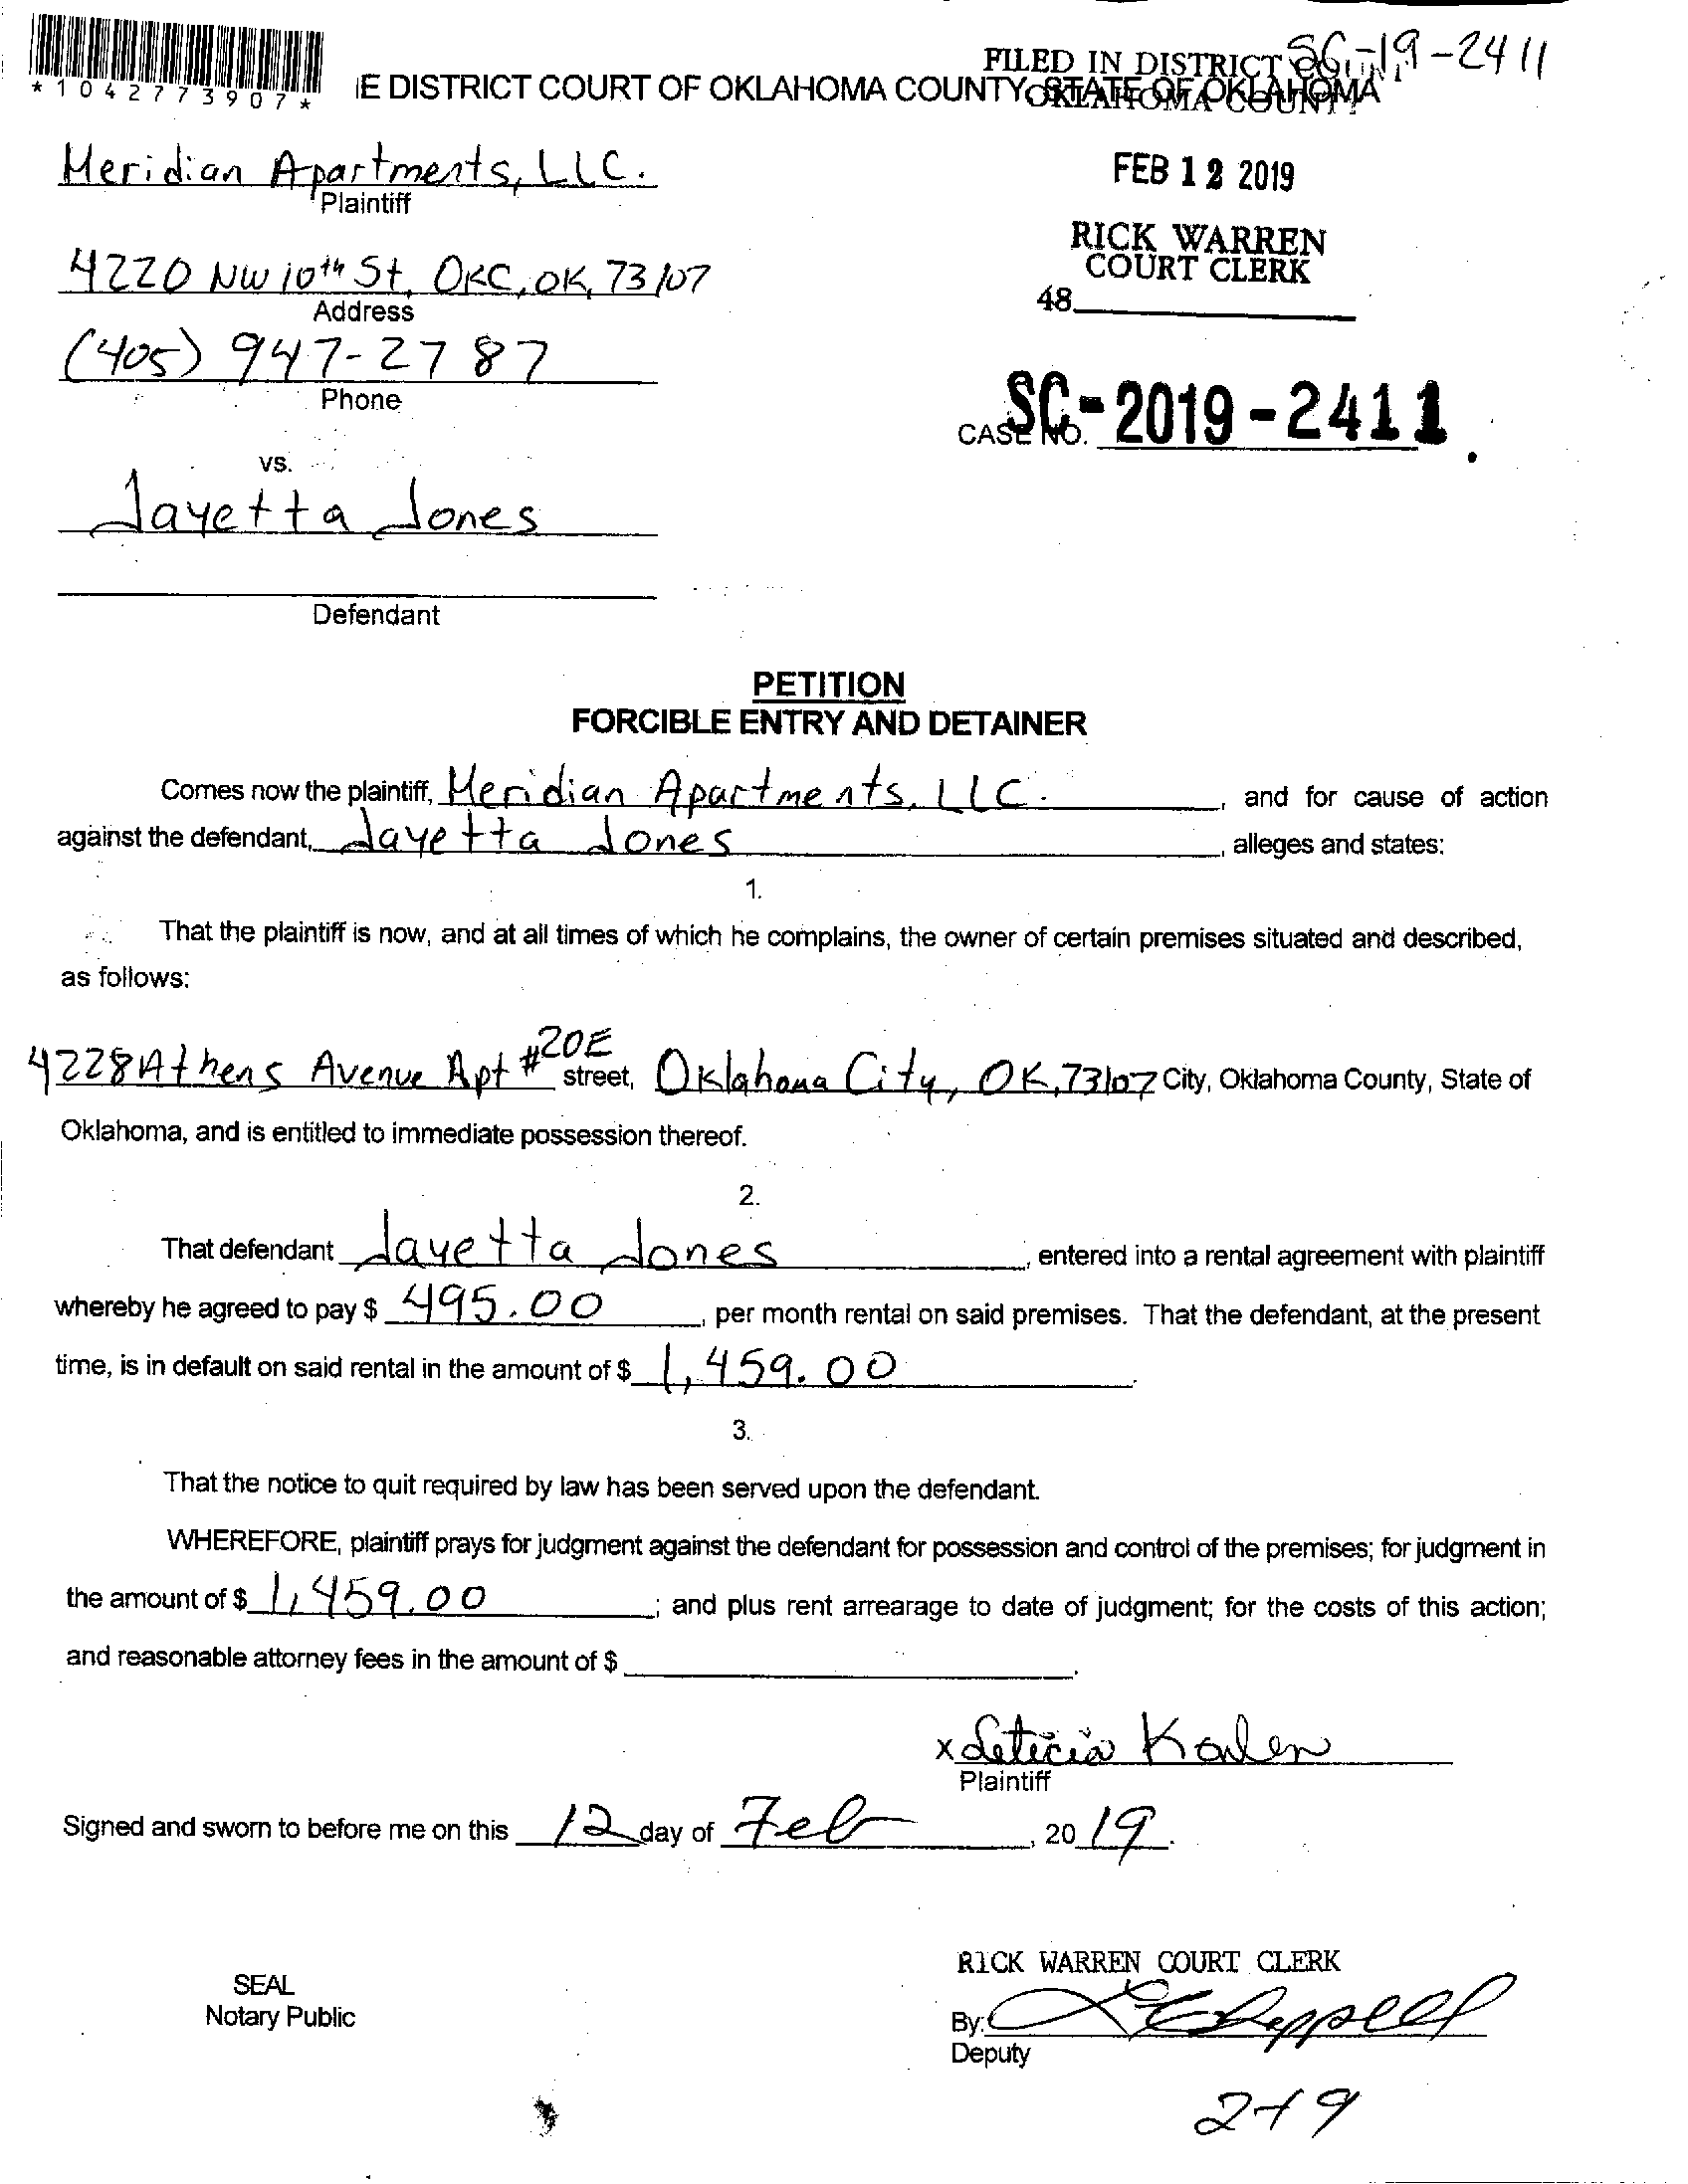 FILED IN DISTRICT
SC-19-2411
*1042773907*
IE DISTRICT COURT OF OKLAHOMA COUNTY, STATE OF OKLAHOMA
OKLAHOMA COUNTY
Meridian Apartments, LLC.
Plaintiff
FEB 12 2019
RICK WARREN
COURT CLERK
48
4220 NW 10th St, OKC, OK, 73107
Address
(405) 947-2787
Phone
CASE NO. SC-2019-2411
vs.
Jayetta Jones
Defendant
PETITION
FORCIBLE ENTRY AND DETAINER
Comes now the plaintiff, Meridian Apartments, LLC. , and for cause of action
against the defendant, Jayetta Jones , alleges and states:
1.
That the plaintiff is now, and at all times of which he complains, the owner of certain premises situated and described,
as follows:
4228 Athens Avenue Apt #20E street, Oklahoma City, OK, 73107 City, Oklahoma County, State of
Oklahoma, and is entitled to immediate possession thereof.
2.
That defendant Jayetta Jones , entered into a rental agreement with plaintiff
whereby he agreed to pay $ 495.00 , per month rental on said premises. That the defendant, at the present
time, is in default on said rental in the amount of $ 1,459.00 .
3.
That the notice to quit required by law has been served upon the defendant.
WHEREFORE, plaintiff prays for judgment against the defendant for possession and control of the premises; for judgment in
the amount of $ 1,459.00 ; and plus rent arrearage to date of judgment; for the costs of this action;
and reasonable attorney fees in the amount of $ .
x Leticia
Plaintiff
Signed and sworn to before me on this 12 day of Feb , 20 19.
RICK WARREN COURT CLERK
SEAL
Notary Public
By:
Deputy